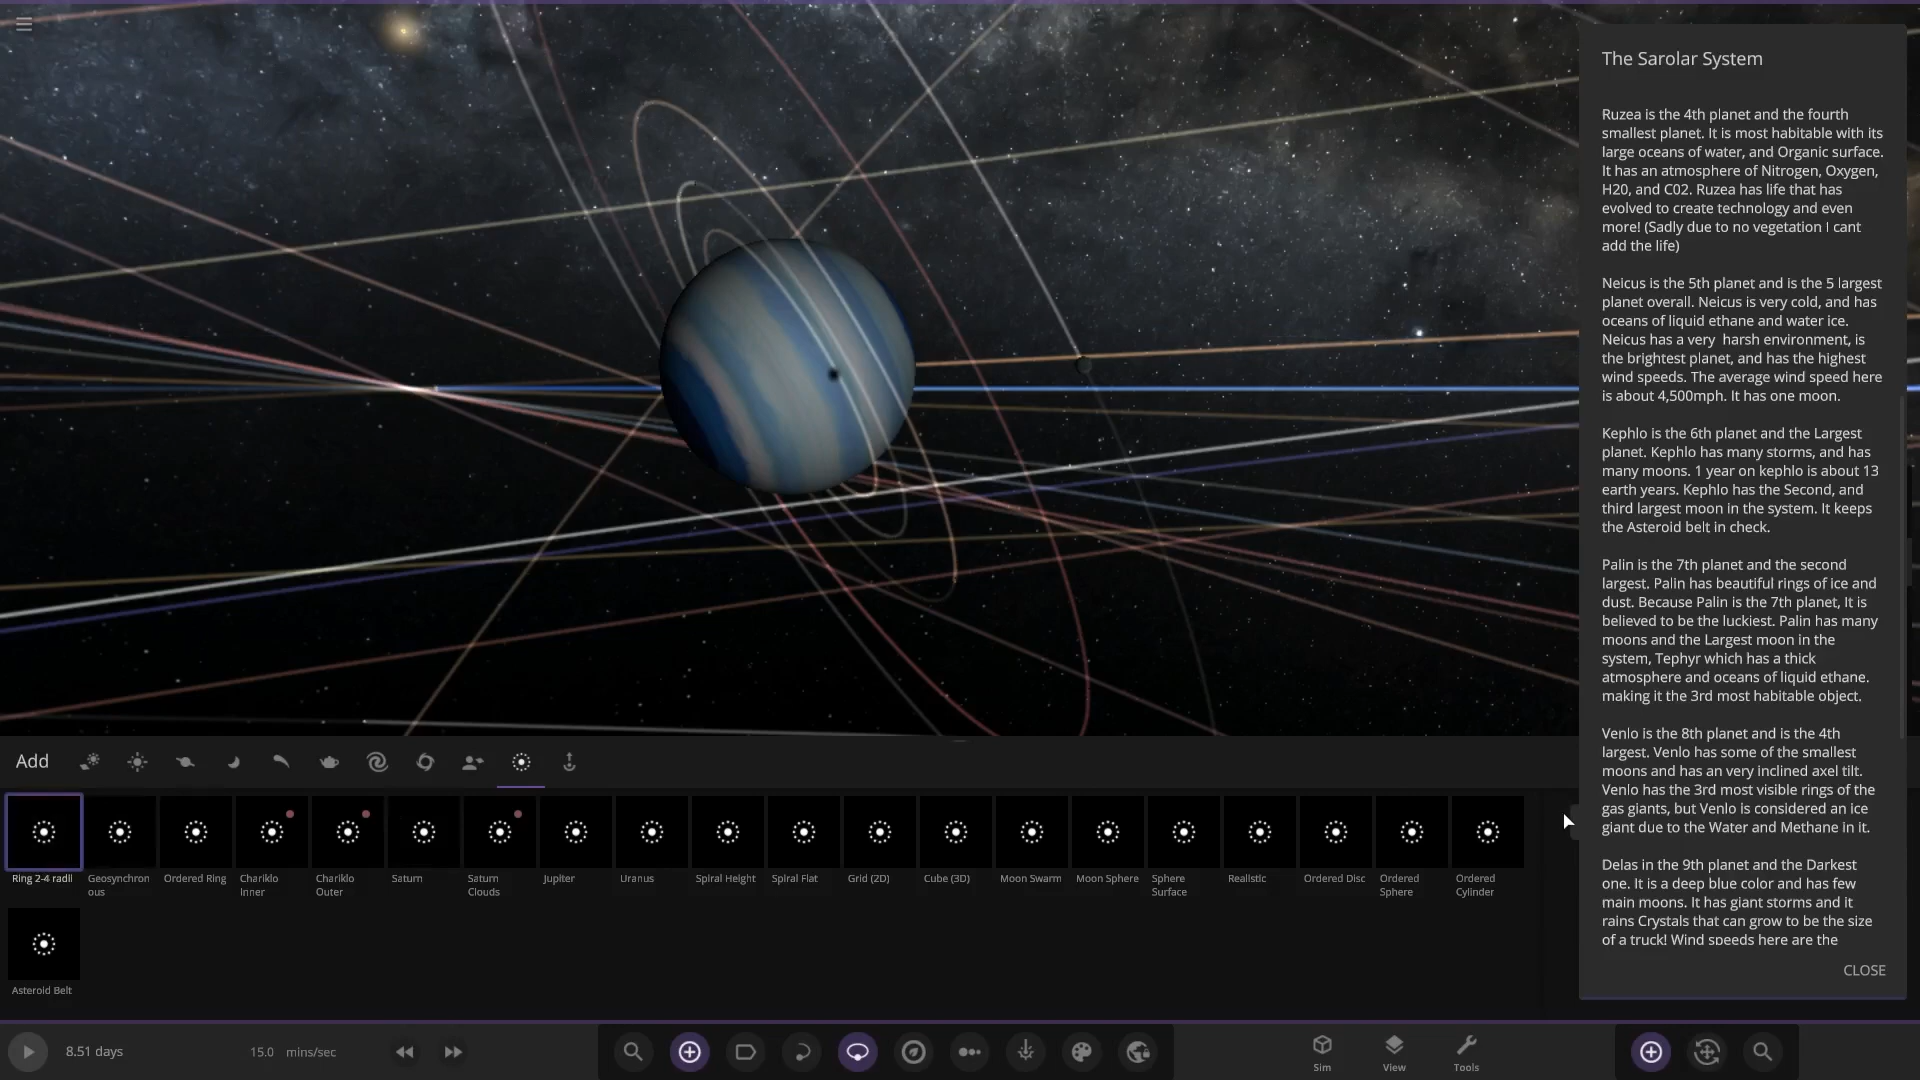 The Sarolar System
Ruzea is the 4th planet and the fourth
smallest planet. It is most habitable with its
large oceans of water, and Organic surface.
It has an atmosphere of Nitrogen, Oxygen,
H20, and C02. Ruzea has life that has
evolved to create technology and even
more! (Sadly due to no vegetation I cant
add the life)
Neicus is the 5th planet and is the 5 largest
planet overall. Neicus is very cold, and has
oceans of liquid ethane and water ice.
Neicus has a very harsh environment, is
the brightest planet, and has the highest
wind speeds. The average wind speed here
is about 4,500mph. It has one moon.
Kephlo is the 6th planet and the Largest
planet. Kephlo has many storms, and has
many moons. 1 year on kephlo is about 13
earth years. Kephlo has the Second, and
third largest moon in the system. It keeps
the Asteroid belt in check.
Palin is the 7th planet and the second
largest. Palin has beautiful rings of ice and
dust. Because Palin is the 7th planet, It is
believed to be the luckiest. Palin has many
moons and the Largest moon in the
system, Tephyr which has a thick
atmosphere and oceans of liquid ethane.
making it the 3rd most habitable object.
Venlo is the 8th planet and is the 4th
largest. Venlo has some of the smallest
moons and has an very inclined axel tilt.
Venlo has the 3rd most visible rings of the
gas giants, but Venlo is considered an ice
giant due to the Water and Methane in it.
Delas in the 9th planet and the Darkest
one. It is a deep blue color and has few
main moons. It has giant storms and it
rains Crystals that can grow to be the size
of a truck! Wind speeds here are the
CLOSE
Add
Ring 2-4 radii
Geosynchron
ous
Ordered Ring
Chariklo
Inner
Chariklo
Outer
Saturn
Saturn
Clouds
Jupiter
Uranus
Spiral Height
Spiral Flat
Grid (2D)
Cube (3D)
Moon Swarm
Moon Sphere
Sphere
Surface
Realistic
Ordered Disc
Ordered
Sphere
Ordered
Cylinder
Asteroid Belt
8.51 days
15.0 mins/sec
Sim
View
Tools